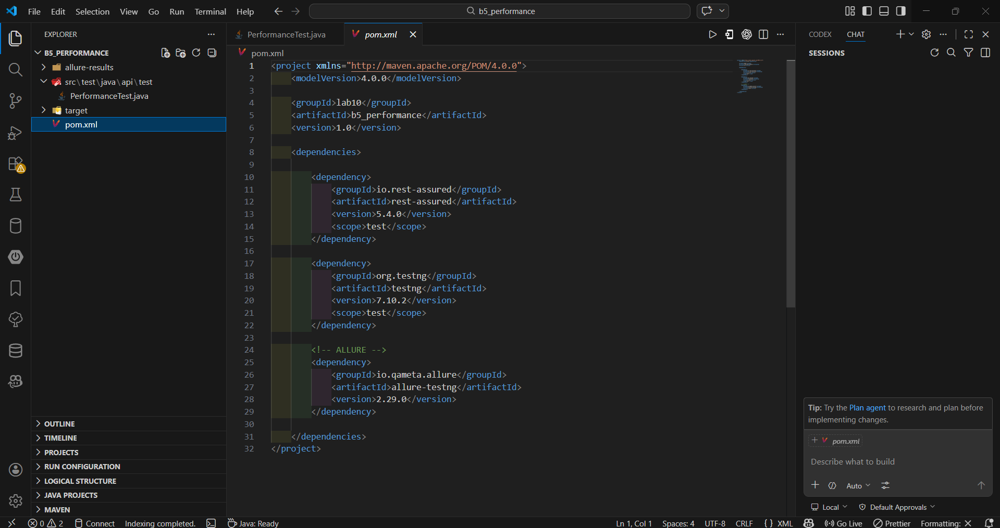 File Edit Selection View Go Run Terminal Help
b5_performance
EXPLORER
B5_PERFORMANCE
allure-results
src\test\java\api\test
PerformanceTest.java
target
pom.xml
OUTLINE
TIMELINE
PROJECTS
RUN CONFIGURATION
LOGICAL STRUCTURE
JAVA PROJECTS
MAVEN
PerformanceTest.java
pom.xml
pom.xml
1 <project xmlns="http://maven.apache.org/POM/4.0.0">
2 <modelVersion>4.0.0</modelVersion>
3
4 <groupId>lab10</groupId>
5 <artifactId>b5_performance</artifactId>
6 <version>1.0</version>
7
8 <dependencies>
9
10 <dependency>
11 <groupId>io.rest-assured</groupId>
12 <artifactId>rest-assured</artifactId>
13 <version>5.4.0</version>
14 <scope>test</scope>
15 </dependency>
16
17 <dependency>
18 <groupId>org.testng</groupId>
19 <artifactId>testng</artifactId>
20 <version>7.10.2</version>
21 <scope>test</scope>
22 </dependency>
23
24 <!-- ALLURE -->
25 <dependency>
26 <groupId>io.qameta.allure</groupId>
27 <artifactId>allure-testng</artifactId>
28 <version>2.29.0</version>
29 </dependency>
30
31 </dependencies>
32 </project>
CODEX CHAT
SESSIONS
Tip: Try the Plan agent to research and plan before
implementing changes.
pom.xml
Describe what to build
Auto
Local Default Approvals
0 2 Connect Indexing completed. Java: Ready Ln 1, Col 1 Spaces: 4 UTF-8 CRLF { } XML Go Live Prettier Formatting: ×